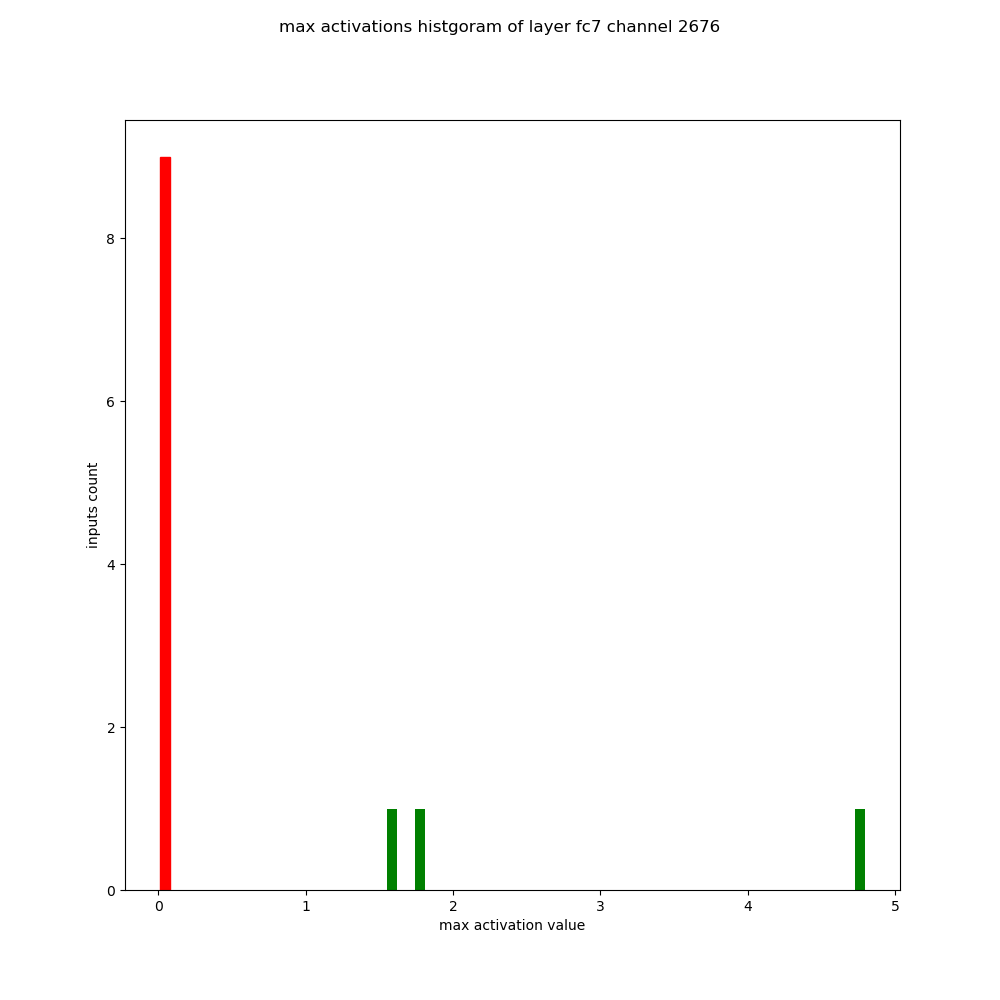 max activations histgoram of layer fc7 channel 2676
8
6
4
2
0
inputs count
0 1 2 3 4 5
max activation value